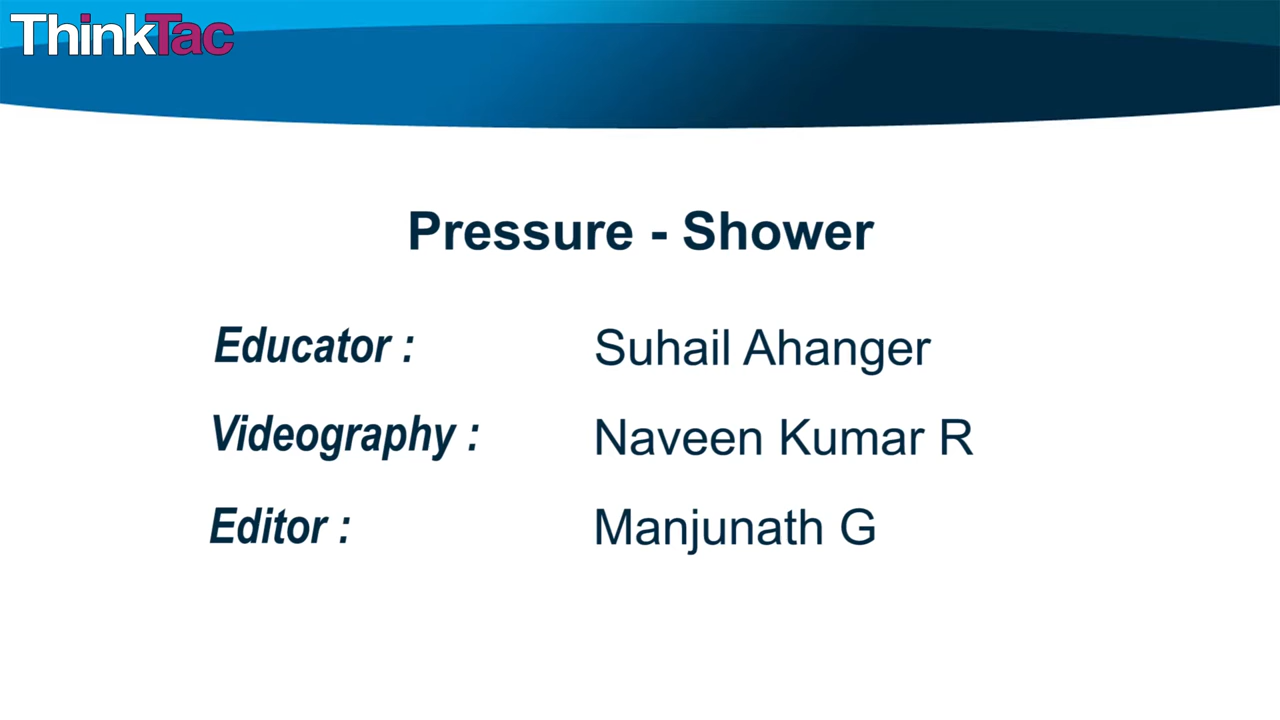 ThinkTac
Pressure - Shower
Educator : Suhail Ahanger
Videography : Naveen Kumar R
Editor : Manjunath G